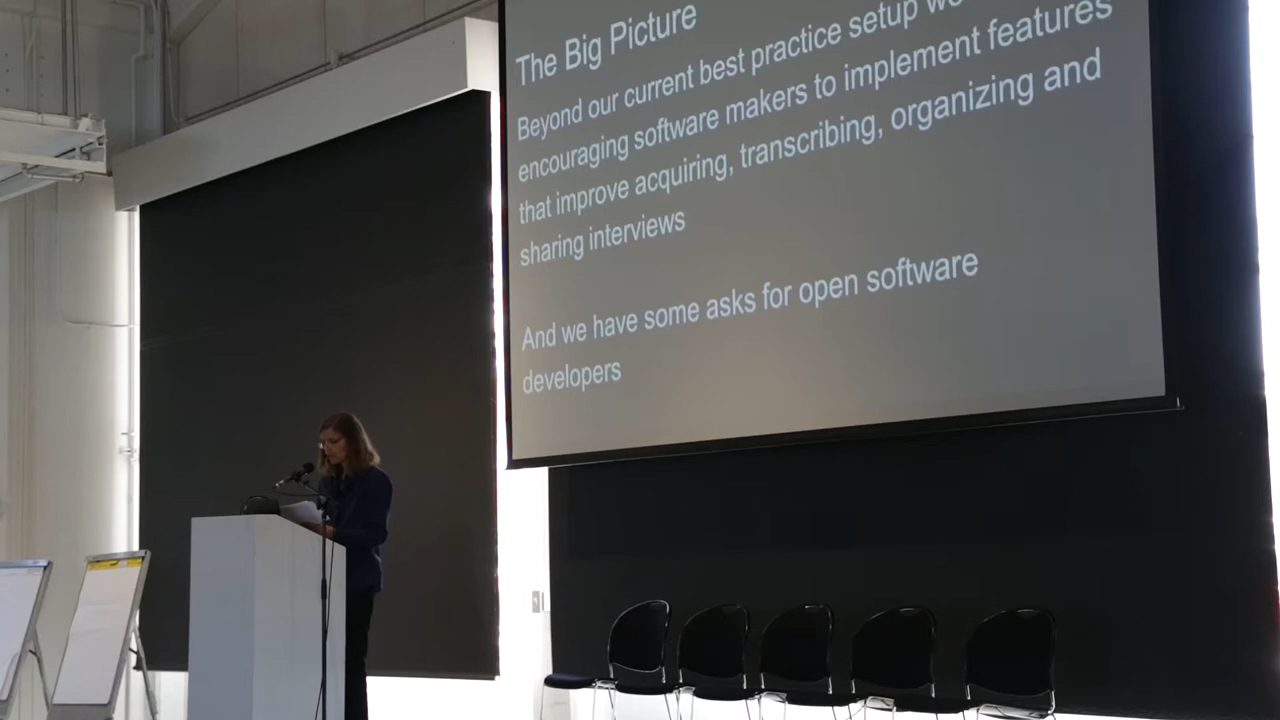 The Big Picture
Beyond our current best practice setup
encouraging software makers to implement features
that improve acquiring, transcribing, organizing and
sharing interviews
And we have some asks for open software
developers